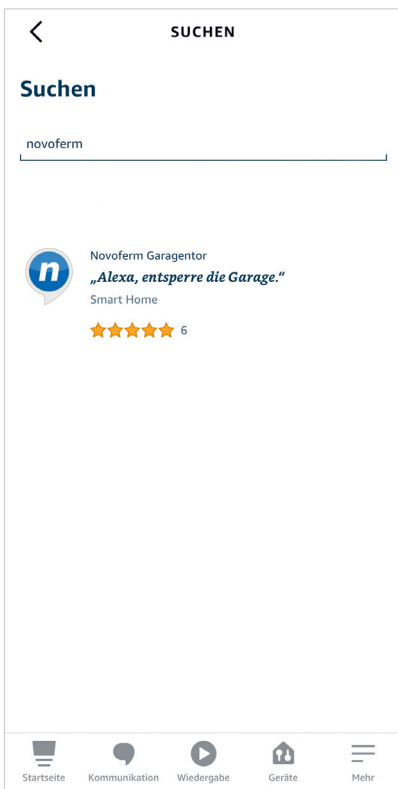 SUCHEN
Suchen
novoferm
n
Novoferm Garagentor
„Alexa, entsperre die Garage.“
Smart Home
6
Startseite Kommunikation Wiedergabe Geräte Mehr